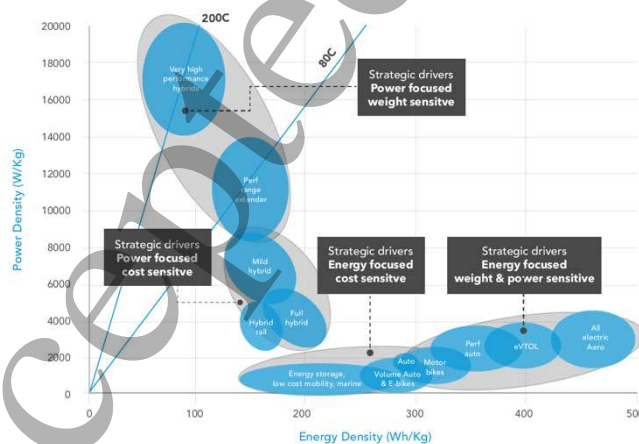 20000
18000
16000
14000
12000
10000
8000
6000
4000
2000
0
Power Density (W/Kg)
200C
80C
Very high
performance
hybrids
Strategic drivers
Power focused
weight sensitve
Perf
range
extender
Strategic drivers
Power focused
cost sensitve
Mild
hybrid
Hybrid
rail
Full
hybrid
Strategic drivers
Energy focused
cost sensitve
Strategic drivers
Energy focused
weight & power sensitive
Energy storage,
low cost mobility, marine
Auto
Volume Auto
& E-bikes
Motor
bikes
Perf
auto
eVTOL
All
electric
Aero
0
100
200
300
400
500
Energy Density (Wh/Kg)